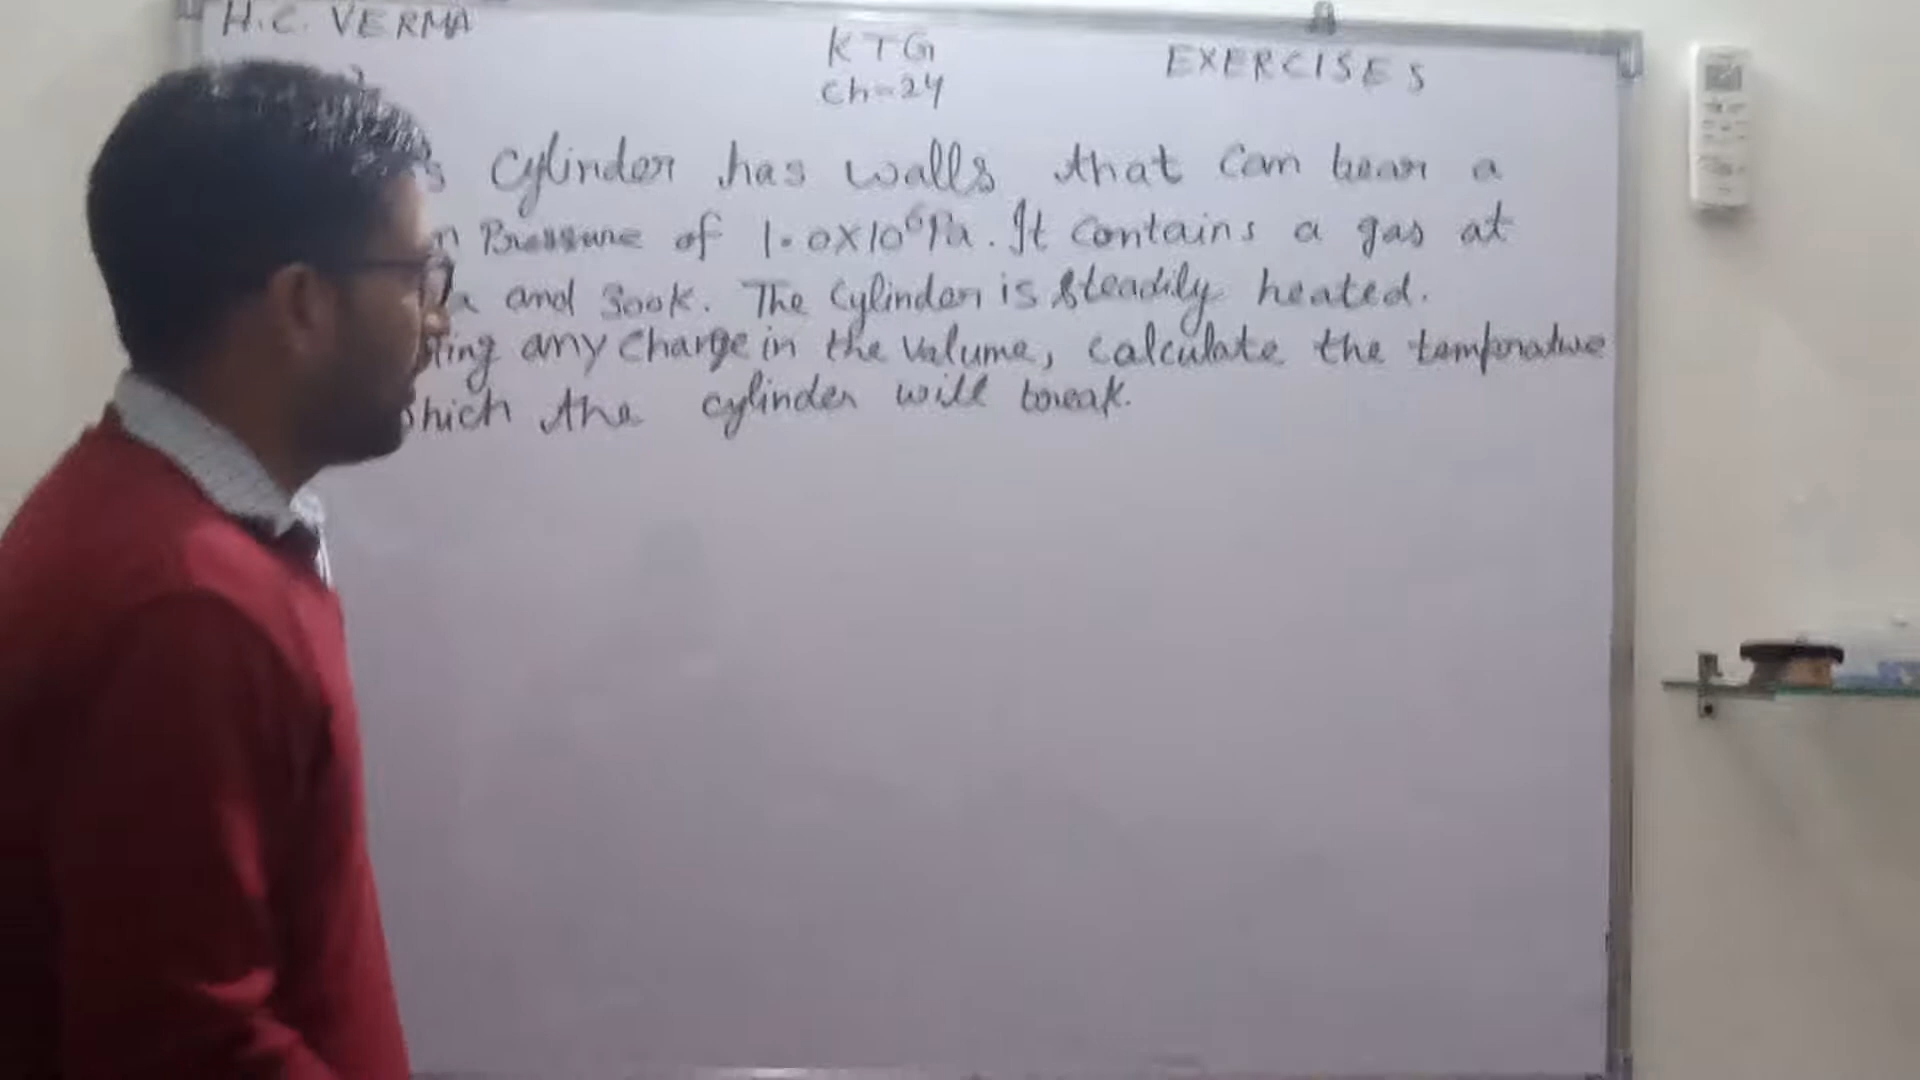 H.C. VERMA
KTG
Ch-24
EXERCISES
cylinder has walls that can bear a
Pressure of 1.0X10⁶Pa. It contains a gas at
and 300K. The Cylinder is steadily heated.
any change in the Volume, calculate the temperature
which the cylinder will break.